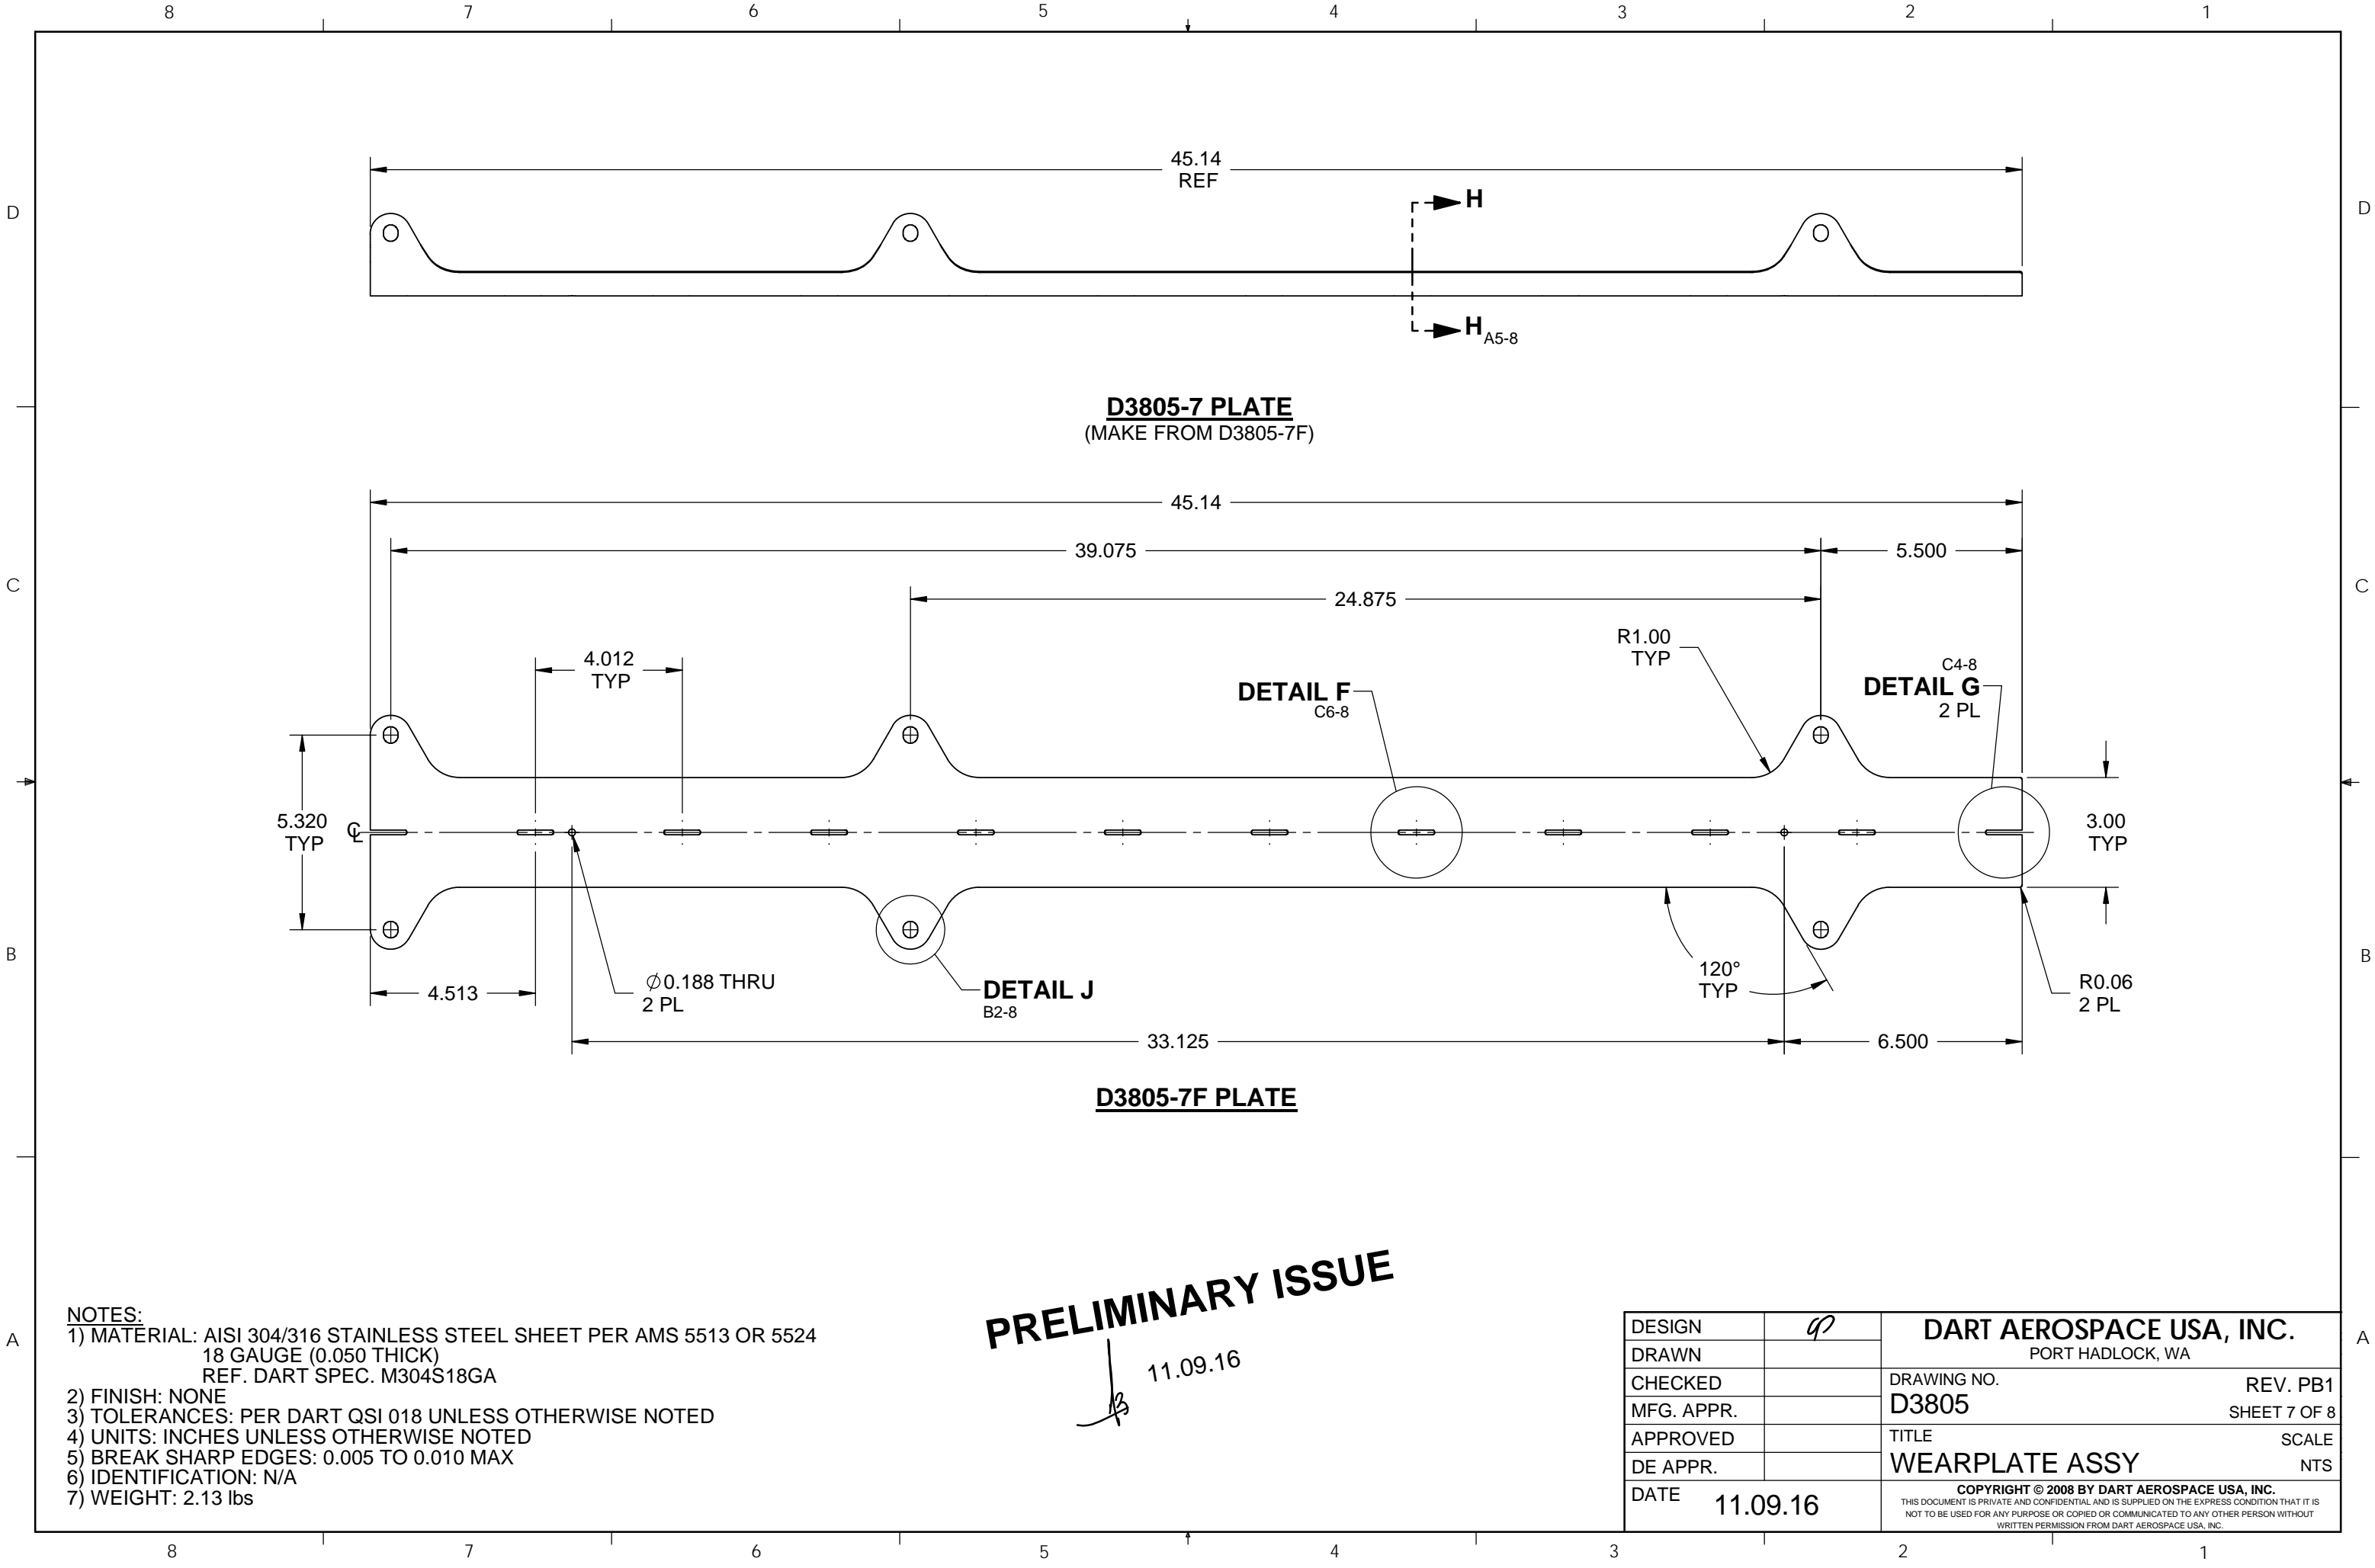 8 7 6 5 4 3 2 1
D D
45.14
REF
H
H A5-8
D3805-7 PLATE
(MAKE FROM D3805-7F)
45.14
39.075 5.500
C C
24.875
4.012
TYP
R1.00
TYP
DETAIL F
C6-8
C4-8
DETAIL G
2 PL
5.320
TYP
CL
3.00
TYP
B B
4.513
Ø0.188 THRU
2 PL
DETAIL J
B2-8
120°
TYP
R0.06
2 PL
33.125 6.500
D3805-7F PLATE
PRELIMINARY ISSUE
11.09.16
A A
NOTES:
1) MATERIAL: AISI 304/316 STAINLESS STEEL SHEET PER AMS 5513 OR 5524
18 GAUGE (0.050 THICK)
REF. DART SPEC. M304S18GA
2) FINISH: NONE
3) TOLERANCES: PER DART QSI 018 UNLESS OTHERWISE NOTED
4) UNITS: INCHES UNLESS OTHERWISE NOTED
5) BREAK SHARP EDGES: 0.005 TO 0.010 MAX
6) IDENTIFICATION: N/A
7) WEIGHT: 2.13 lbs
DESIGN
DRAWN
CHECKED
MFG. APPR.
APPROVED
DE APPR.
DATE 11.09.16
DART AEROSPACE USA, INC.
PORT HADLOCK, WA
DRAWING NO. REV. PB1
D3805 SHEET 7 OF 8
TITLE SCALE
WEARPLATE ASSY NTS
COPYRIGHT © 2008 BY DART AEROSPACE USA, INC.
THIS DOCUMENT IS PRIVATE AND CONFIDENTIAL AND IS SUPPLIED ON THE EXPRESS CONDITION THAT IT IS
NOT TO BE USED FOR ANY PURPOSE OR COPIED OR COMMUNICATED TO ANY OTHER PERSON WITHOUT
WRITTEN PERMISSION FROM DART AEROSPACE USA, INC.
8 7 6 5 4 3 2 1